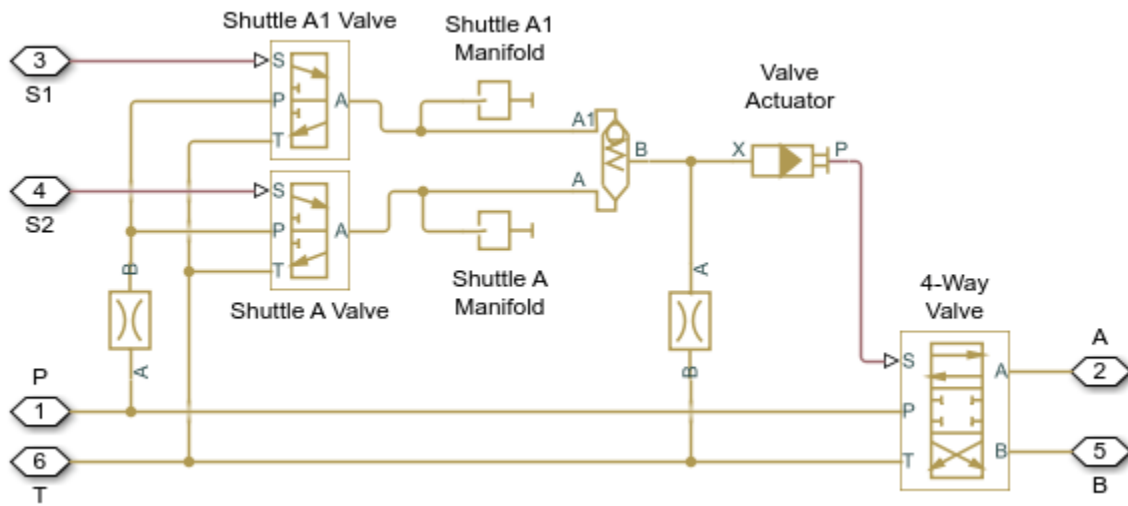 Shuttle A1 Valve
Shuttle A1
Manifold
Valve
Actuator
3
S1
S
P
A
T
A1
B
X
P
4
S2
S
P
A
T
A
Shuttle A Valve
Shuttle A
Manifold
B
A
A
B
4-Way
Valve
S
A
P
B
T
A
2
5
B
P
1
6
T